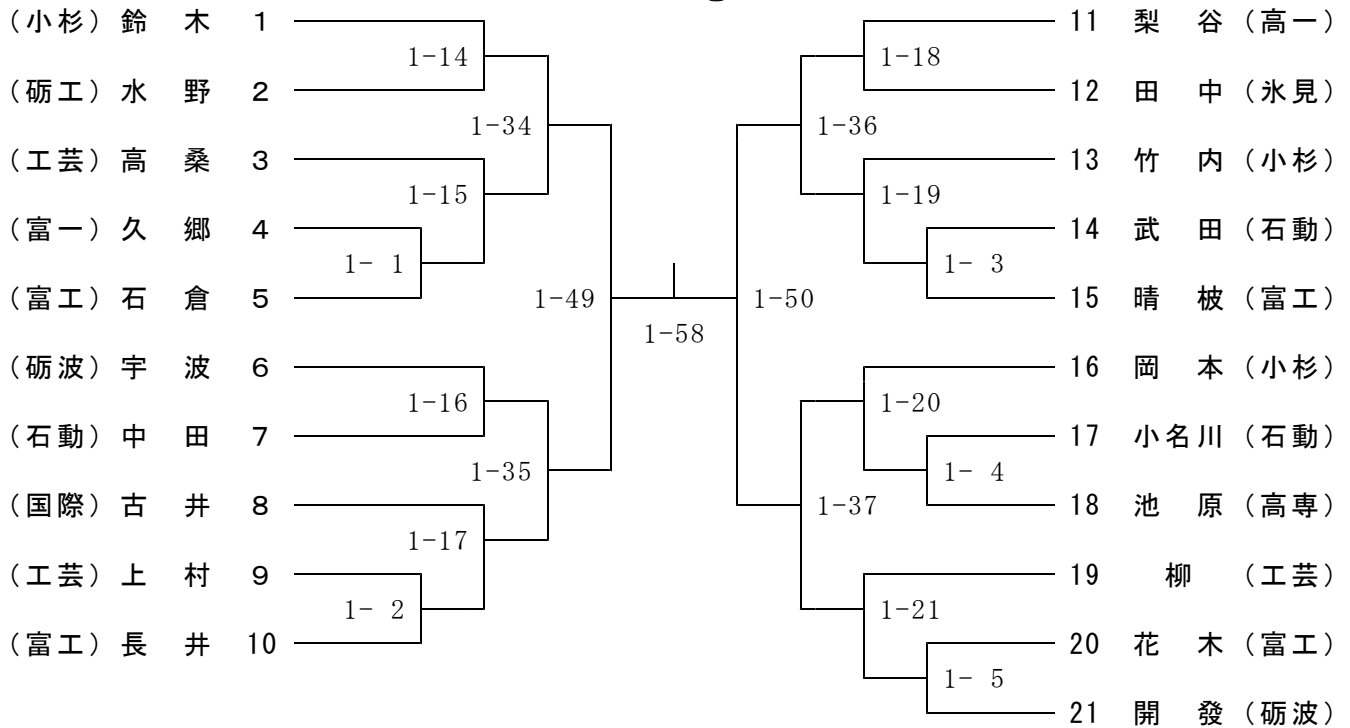 (小杉) 鈴 木 1
(砺工) 水 野 2
(工芸) 高 桑 3
(富一) 久 郷 4
(富工) 石 倉 5
(砺波) 宇 波 6
(石動) 中 田 7
(国際) 古 井 8
(工芸) 上 村 9
(富工) 長 井 10
1-14
1-34
1-15
1- 1
1-49
1-16
1-35
1-17
1- 2
1-58
1-18
1-36
1-19
1- 3
1-50
1-20
1- 4
1-37
1-21
1- 5
11 梨 谷 (高一)
12 田 中 (氷見)
13 竹 内 (小杉)
14 武 田 (石動)
15 晴 柀 (富工)
16 岡 本 (小杉)
17 小名川 (石動)
18 池 原 (高専)
19 柳 (工芸)
20 花 木 (富工)
21 開 發 (砺波)